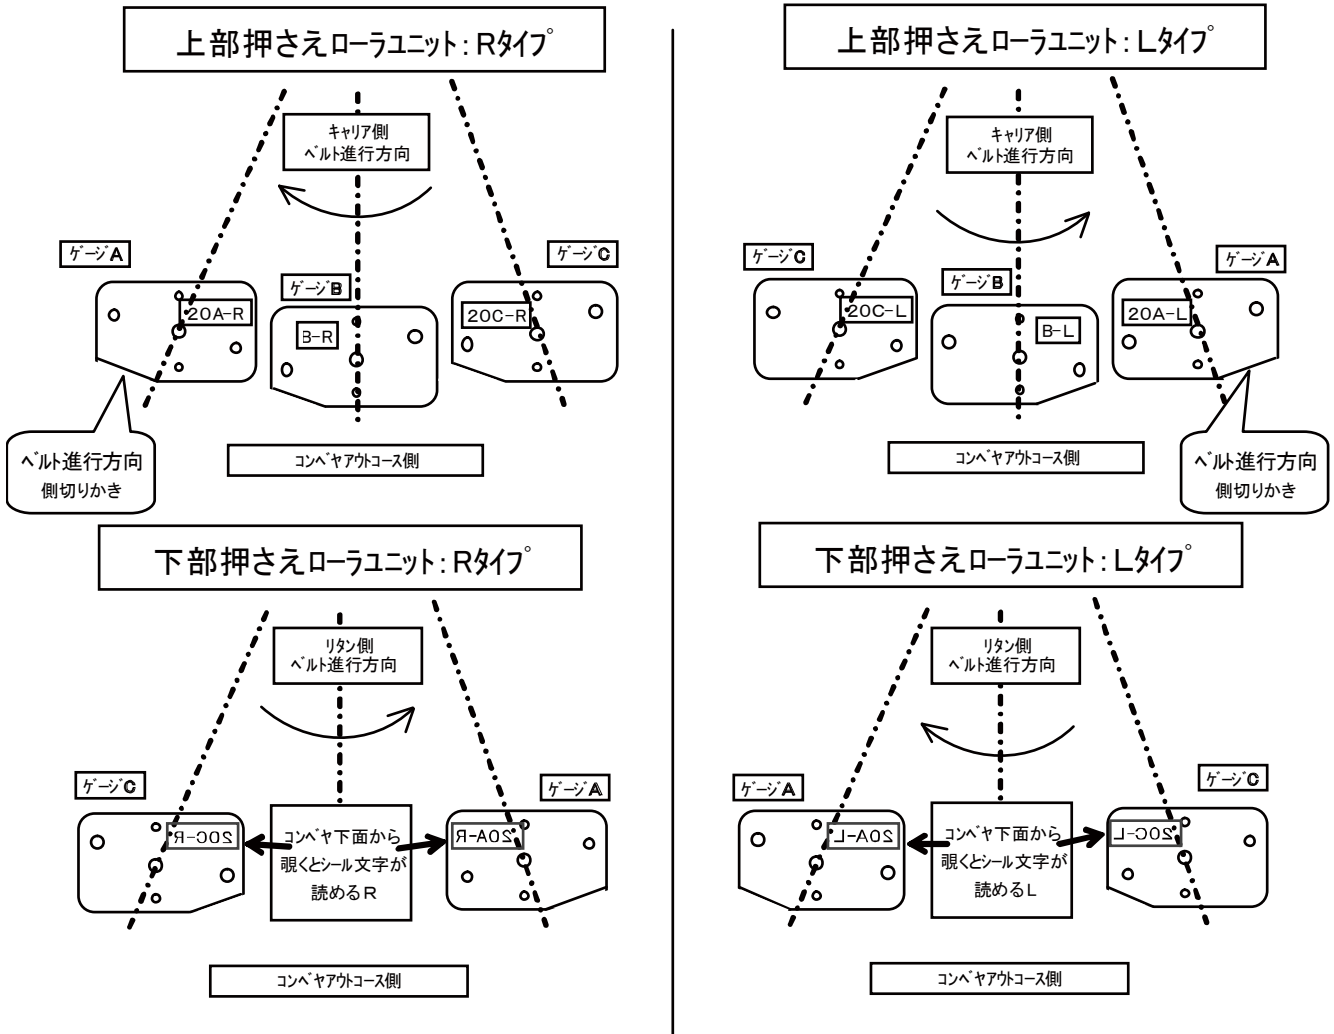 上部押さえローラユニット：Rタイプ
キャリア側
ベルト進行方向
ゲージA
ゲージB
ゲージC
20A-R
B-R
20C-R
ベルト進行方向
側切りかき
コンベヤアウトコース側
上部押さえローラユニット：Lタイプ
キャリア側
ベルト進行方向
ゲージC
ゲージB
ゲージA
20C-L
B-L
20A-L
ベルト進行方向
側切りかき
コンベヤアウトコース側
下部押さえローラユニット：Rタイプ
リタン側
ベルト進行方向
ゲージC
ゲージA
20C-R
20A-R
コンベヤ下面から
覗くとシール文字が
読めるR
コンベヤアウトコース側
下部押さえローラユニット：Lタイプ
リタン側
ベルト進行方向
ゲージA
ゲージC
20A-L
20C-L
コンベヤ下面から
覗くとシール文字が
読めるL
コンベヤアウトコース側